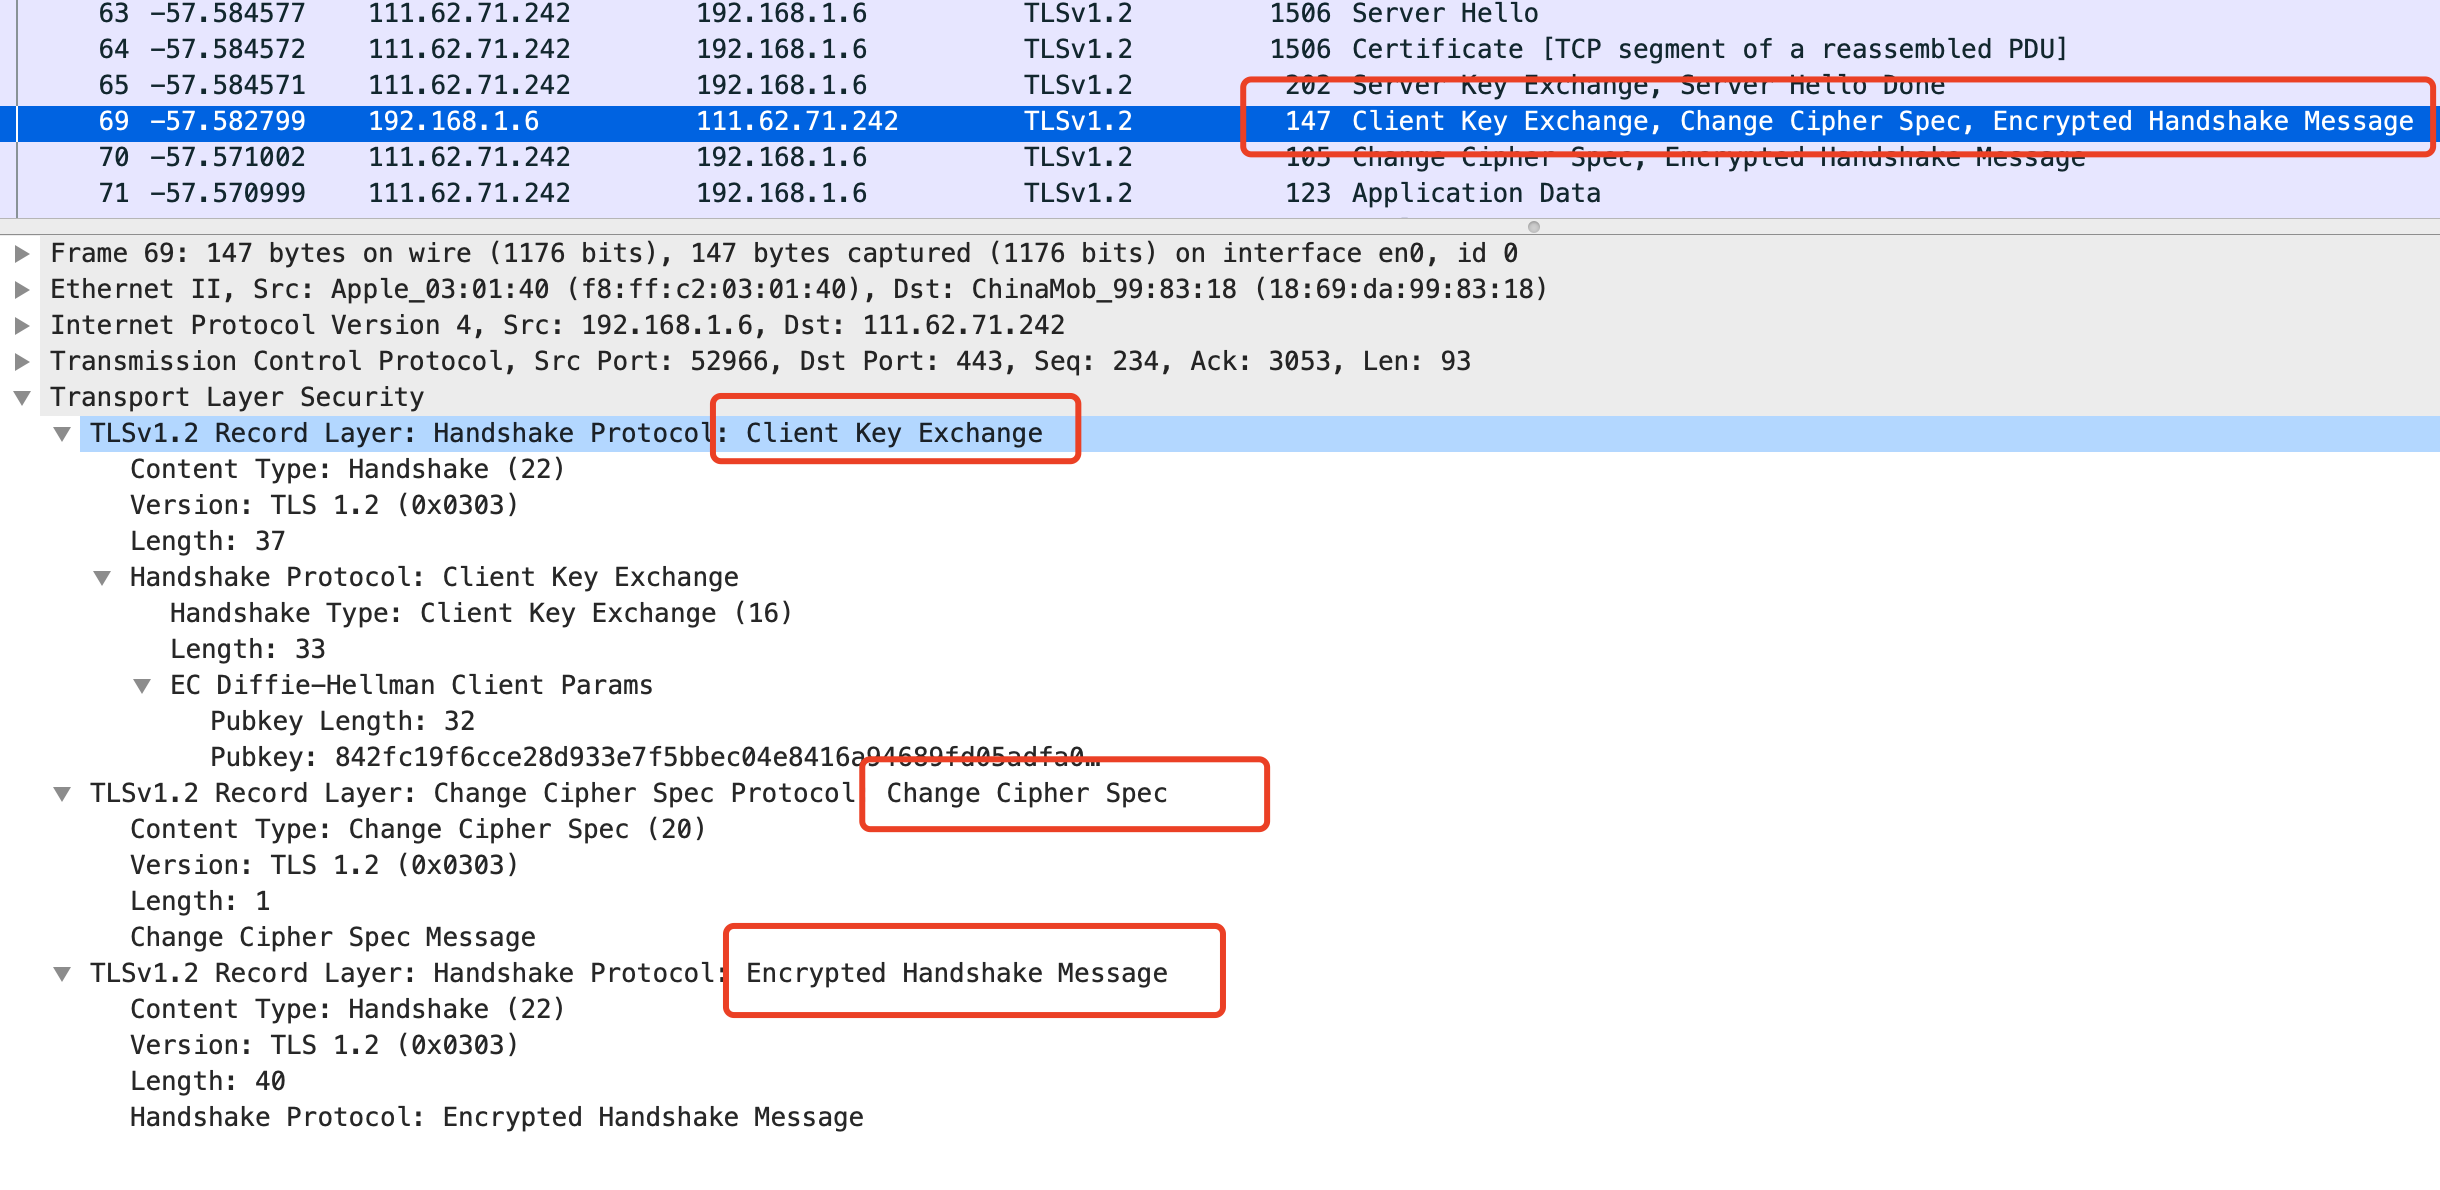 63 −57.584577 111.62.71.242 192.168.1.6 TLSv1.2 1506 Server Hello
64 −57.584572 111.62.71.242 192.168.1.6 TLSv1.2 1506 Certificate [TCP segment of a reassembled PDU]
65 −57.584571 111.62.71.242 192.168.1.6 TLSv1.2 202 Server Key Exchange, Server Hello Done
69 −57.582799 192.168.1.6 111.62.71.242 TLSv1.2 147 Client Key Exchange, Change Cipher Spec, Encrypted Handshake Message
70 −57.571002 111.62.71.242 192.168.1.6 TLSv1.2 105 Change Cipher Spec, Encrypted Handshake Message
71 −57.570999 111.62.71.242 192.168.1.6 TLSv1.2 123 Application Data
Frame 69: 147 bytes on wire (1176 bits), 147 bytes captured (1176 bits) on interface en0, id 0
Ethernet II, Src: Apple_03:01:40 (f8:ff:c2:03:01:40), Dst: ChinaMob_99:83:18 (18:69:da:99:83:18)
Internet Protocol Version 4, Src: 192.168.1.6, Dst: 111.62.71.242
Transmission Control Protocol, Src Port: 52966, Dst Port: 443, Seq: 234, Ack: 3053, Len: 93
Transport Layer Security
TLSv1.2 Record Layer: Handshake Protocol: Client Key Exchange
Content Type: Handshake (22)
Version: TLS 1.2 (0x0303)
Length: 37
Handshake Protocol: Client Key Exchange
Handshake Type: Client Key Exchange (16)
Length: 33
EC Diffie−Hellman Client Params
Pubkey Length: 32
Pubkey: 842fc19f6cce28d933e7f5bbec04e8416a94689fd05adfa0…
TLSv1.2 Record Layer: Change Cipher Spec Protocol Change Cipher Spec
Content Type: Change Cipher Spec (20)
Version: TLS 1.2 (0x0303)
Length: 1
Change Cipher Spec Message
TLSv1.2 Record Layer: Handshake Protocol: Encrypted Handshake Message
Content Type: Handshake (22)
Version: TLS 1.2 (0x0303)
Length: 40
Handshake Protocol: Encrypted Handshake Message